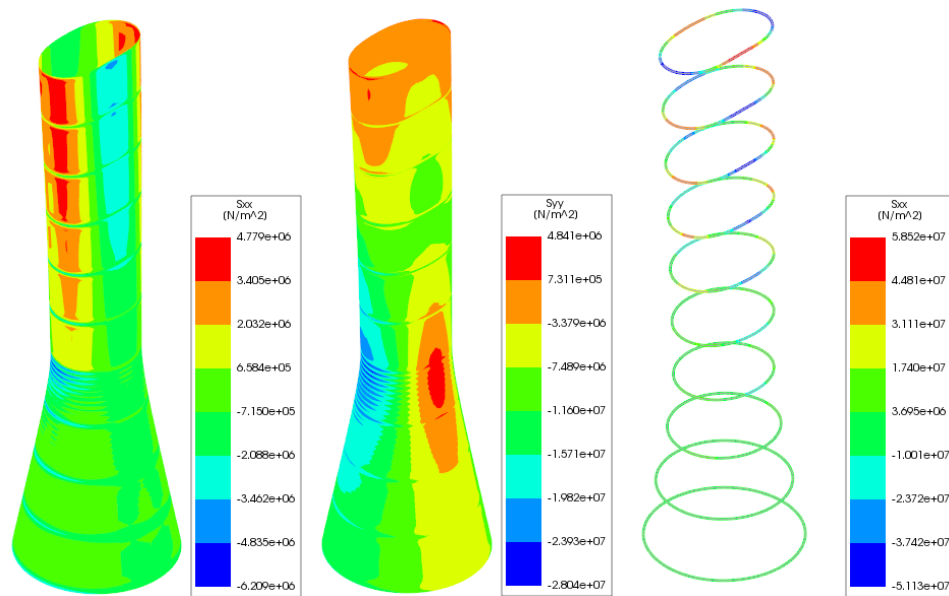 Sxx
(N/m^2)
4.779e+06
3.405e+06
2.032e+06
6.584e+05
-7.150e+05
-2.088e+06
-3.462e+06
-4.835e+06
-6.209e+06
Syy
(N/m^2)
4.841e+06
7.311e+05
-3.379e+06
-7.489e+06
-1.160e+07
-1.571e+07
-1.982e+07
-2.393e+07
-2.804e+07
Sxx
(N/m^2)
5.852e+07
4.481e+07
3.111e+07
1.740e+07
3.695e+06
-1.001e+07
-2.372e+07
-3.742e+07
-5.113e+07